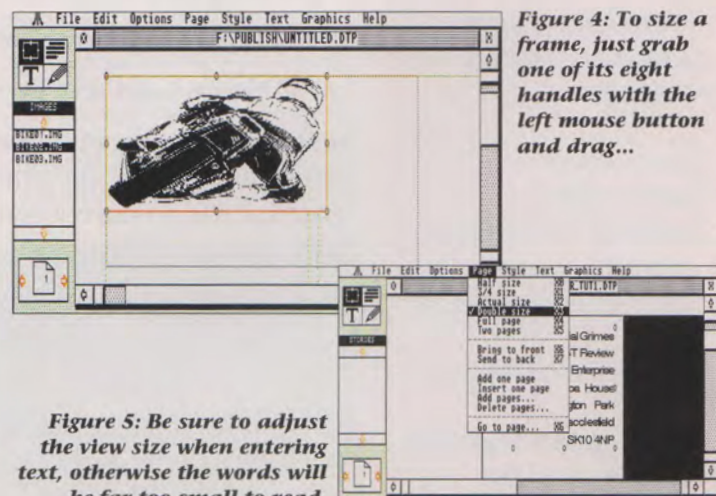 File Edit Options Page Style Text Graphics Help
F:\PUBLISH\UNTITLED.DTP
T
IMAGES
BIKE01.IMG
BIKE02.IMG
BIKE03.IMG
1
Figure 4: To size a
frame, just grab
one of its eight
handles with the
left mouse button
and drag...
File Edit Options Page Style Text Graphics Help
R_TUT1.DTP
T
STORIES
Half size
3/4 size
Actual size
✓ Double size
Full page
Two pages
Bring to front
Send to back
Add one page
Insert one page
Add pages...
Delete pages...
Go to page...
al Grimes
T Review
Enterprise
House
Park
SK10 4NP
1
Figure 5: Be sure to adjust
the view size when entering
text, otherwise the words will
be far too small to read